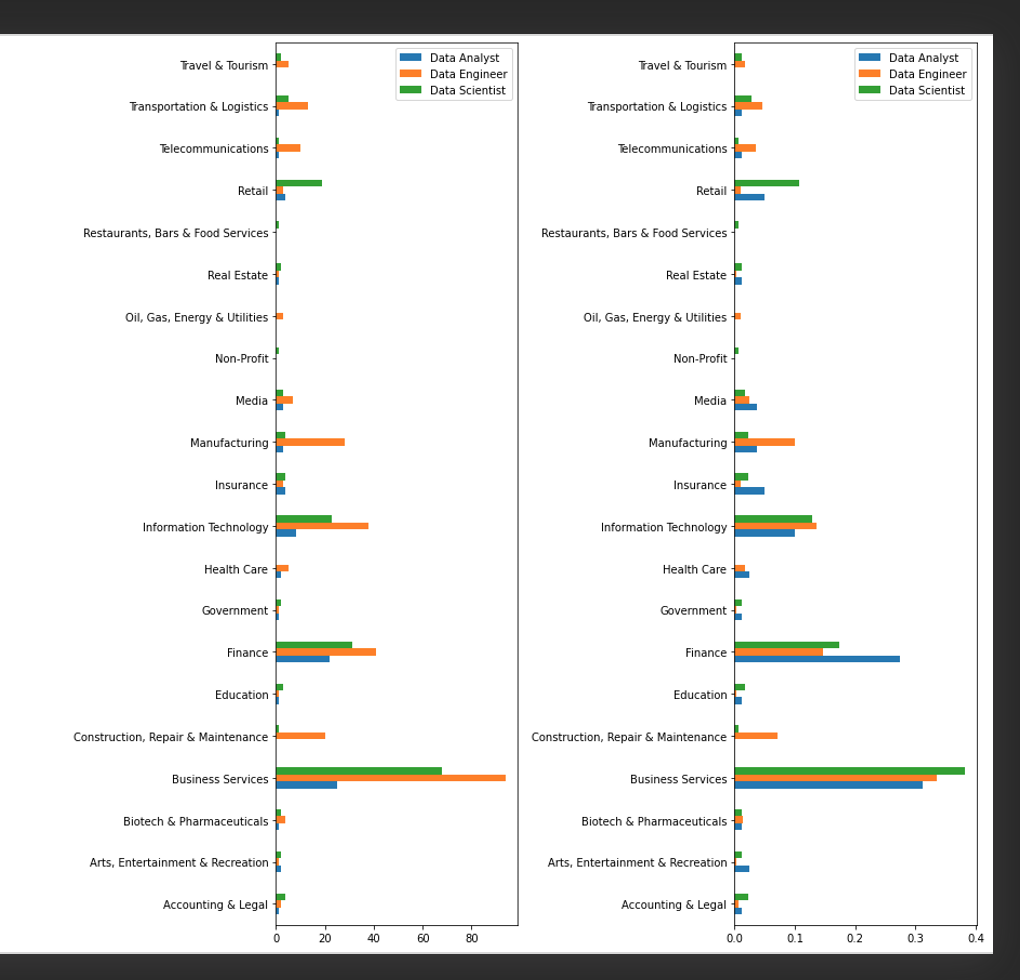 Data Analyst
Data Engineer
Data Scientist
Travel & Tourism
Transportation & Logistics
Telecommunications
Retail
Restaurants, Bars & Food Services
Real Estate
Oil, Gas, Energy & Utilities
Non-Profit
Media
Manufacturing
Insurance
Information Technology
Health Care
Government
Finance
Education
Construction, Repair & Maintenance
Business Services
Biotech & Pharmaceuticals
Arts, Entertainment & Recreation
Accounting & Legal
0 20 40 60 80
Data Analyst
Data Engineer
Data Scientist
Travel & Tourism
Transportation & Logistics
Telecommunications
Retail
Restaurants, Bars & Food Services
Real Estate
Oil, Gas, Energy & Utilities
Non-Profit
Media
Manufacturing
Insurance
Information Technology
Health Care
Government
Finance
Education
Construction, Repair & Maintenance
Business Services
Biotech & Pharmaceuticals
Arts, Entertainment & Recreation
Accounting & Legal
0.0 0.1 0.2 0.3 0.4